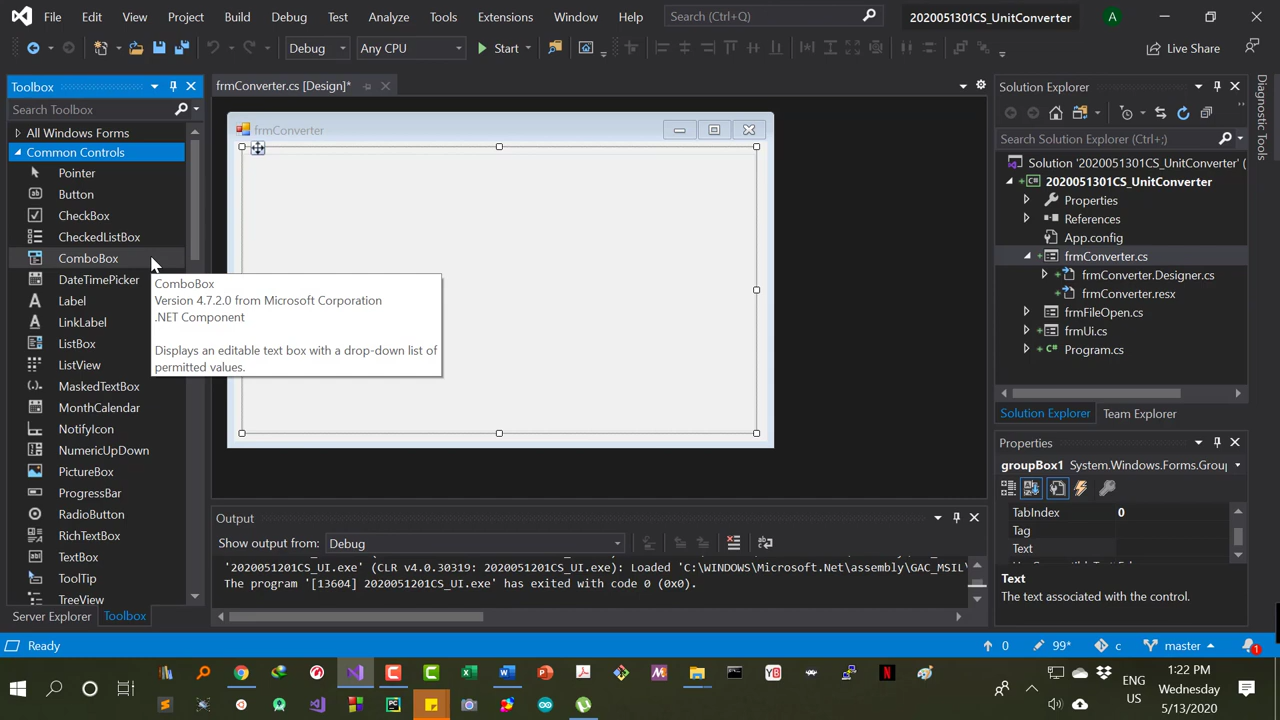 File Edit View Project Build Debug Test Analyze Tools Extensions Window Help Search (Ctrl+Q) 2020051301CS_UnitConverter A
Debug Any CPU Start Live Share
Toolbox
Search Toolbox
All Windows Forms
Common Controls
Pointer
Button
CheckBox
CheckedListBox
ComboBox
DateTimePicker
Label
LinkLabel
ListBox
ListView
MaskedTextBox
MonthCalendar
NotifyIcon
NumericUpDown
PictureBox
ProgressBar
RadioButton
RichTextBox
TextBox
ToolTip
TreeView
Server Explorer Toolbox
frmConverter.cs [Design]*
frmConverter
ComboBox
Version 4.7.2.0 from Microsoft Corporation
.NET Component
Displays an editable text box with a drop-down list of
permitted values.
Output
Show output from: Debug
'2020051201CS_UI.exe' (CLR v4.0.30319: 2020051201CS_UI.exe): Loaded 'C:\WINDOWS\Microsoft.Net\assembly\GAC_MSIL\
The program '[13604] 2020051201CS_UI.exe' has exited with code 0 (0x0).
Solution Explorer
Search Solution Explorer (Ctrl+;)
Solution '2020051301CS_UnitConverter' (
2020051301CS_UnitConverter
Properties
References
App.config
frmConverter.cs
frmConverter.Designer.cs
frmConverter.resx
frmFileOpen.cs
frmUi.cs
Program.cs
Solution Explorer Team Explorer
Properties
groupBox1 System.Windows.Forms.Grou
TabIndex 0
Tag
Text
Text
The text associated with the control.
Diagnostic Tools
Ready 0 99* c master 1
ENG
US
1:22 PM
Wednesday
5/13/2020